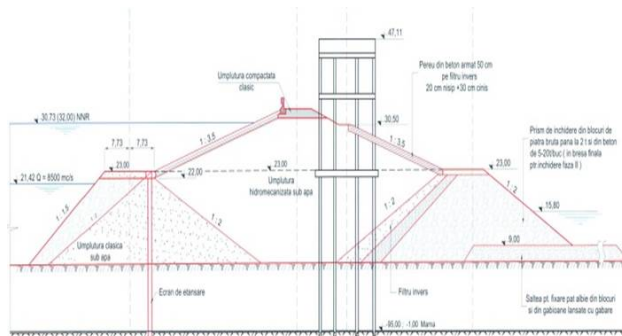 47,11
Umplutura compactata
clasic
Pereu din beton armat 50 cm
pe filtru invers
20 cm nisip +30 cm cinis
30,73 (32,00) NNR
30,50
7,73
7,73
1 : 3,5
1 : 3,5
Prism de inchidere din blocuri de
piatra bruta pana la 2 t si din beton
de 5-20t/buc ( in bresa finala
ptr.inchidere faza II )
23,00
22,00
23,00
Umplutura
hidromecanizata sub apa
23,00
21,42 Q = 8500 mc/s
1 : 1,5
1 : 2
1 : 2
1 : 2
15,80
Umplutura clasica
sub apa
9,00
Ecran de etansare
Filtru invers
Saltea pt. fixare pat albie din blocuri
si din gabioane lansate cu gabare
-1,00 Marna